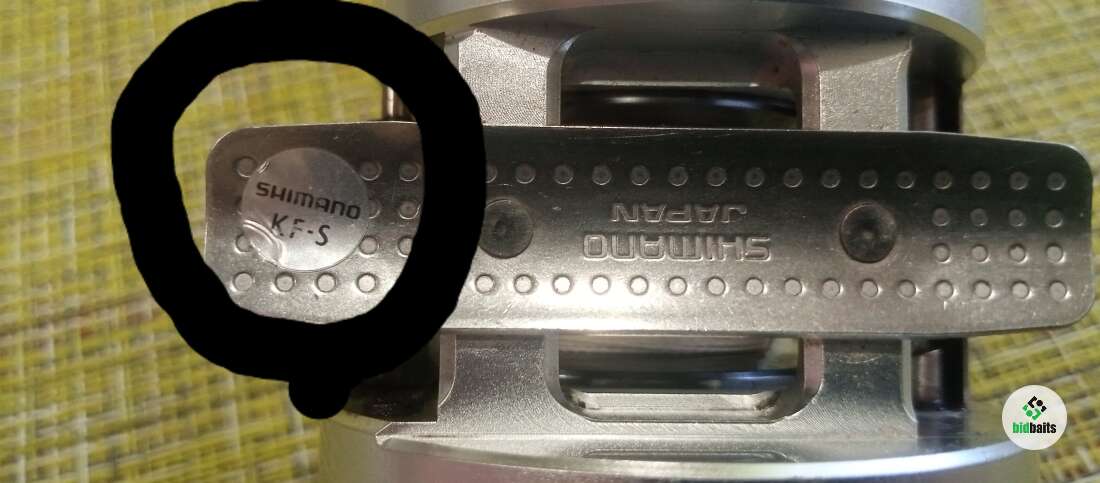 SHIMANO
KF-S
SHIMANO
JAPAN
bidbaits